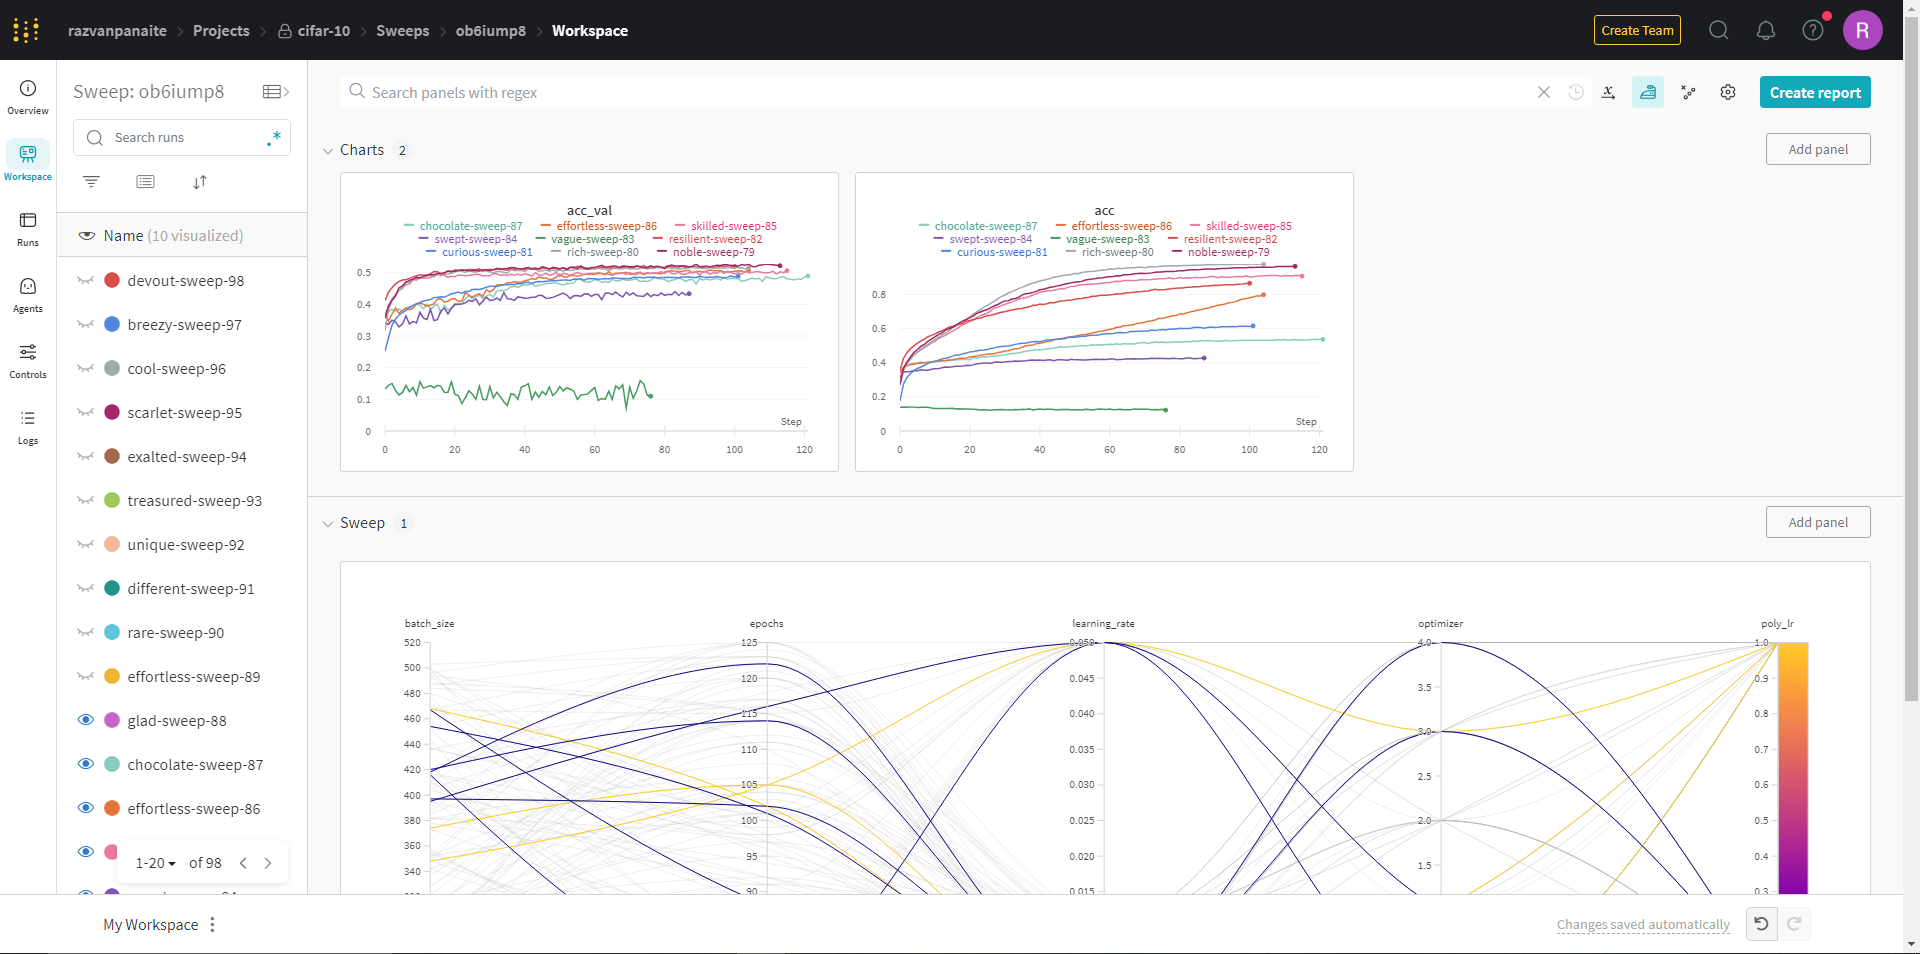 razvanpanaite > Projects > cifar-10 > Sweeps > ob6iump8 > Workspace
Create Team
R
Overview
Workspace
Runs
Agents
Controls
Logs
Sweep: ob6iump8
Search runs
.*
Name (10 visualized)
devout-sweep-98
breezy-sweep-97
cool-sweep-96
scarlet-sweep-95
exalted-sweep-94
treasured-sweep-93
unique-sweep-92
different-sweep-91
rare-sweep-90
effortless-sweep-89
glad-sweep-88
chocolate-sweep-87
effortless-sweep-86
1-20 of 98
Search panels with regex
Create report
Charts 2
Add panel
acc_val
chocolate-sweep-87 effortless-sweep-86 skilled-sweep-85
swept-sweep-84 vague-sweep-83 resilient-sweep-82
curious-sweep-81 rich-sweep-80 noble-sweep-79
0.5
0.4
0.3
0.2
0.1
0
Step
0 20 40 60 80 100 120
acc
chocolate-sweep-87 effortless-sweep-86 skilled-sweep-85
swept-sweep-84 vague-sweep-83 resilient-sweep-82
curious-sweep-81 rich-sweep-80 noble-sweep-79
0.8
0.6
0.4
0.2
0
Step
0 20 40 60 80 100 120
Sweep 1
Add panel
batch_size
520
500
480
460
440
420
400
380
360
340
epochs
125
120
115
110
105
100
95
90
learning_rate
0.050
0.045
0.040
0.035
0.030
0.025
0.020
0.015
optimizer
4.0
3.5
3.0
2.5
2.0
1.5
poly_lr
1.0
0.9
0.8
0.7
0.6
0.5
0.4
0.3
My Workspace
Changes saved automatically